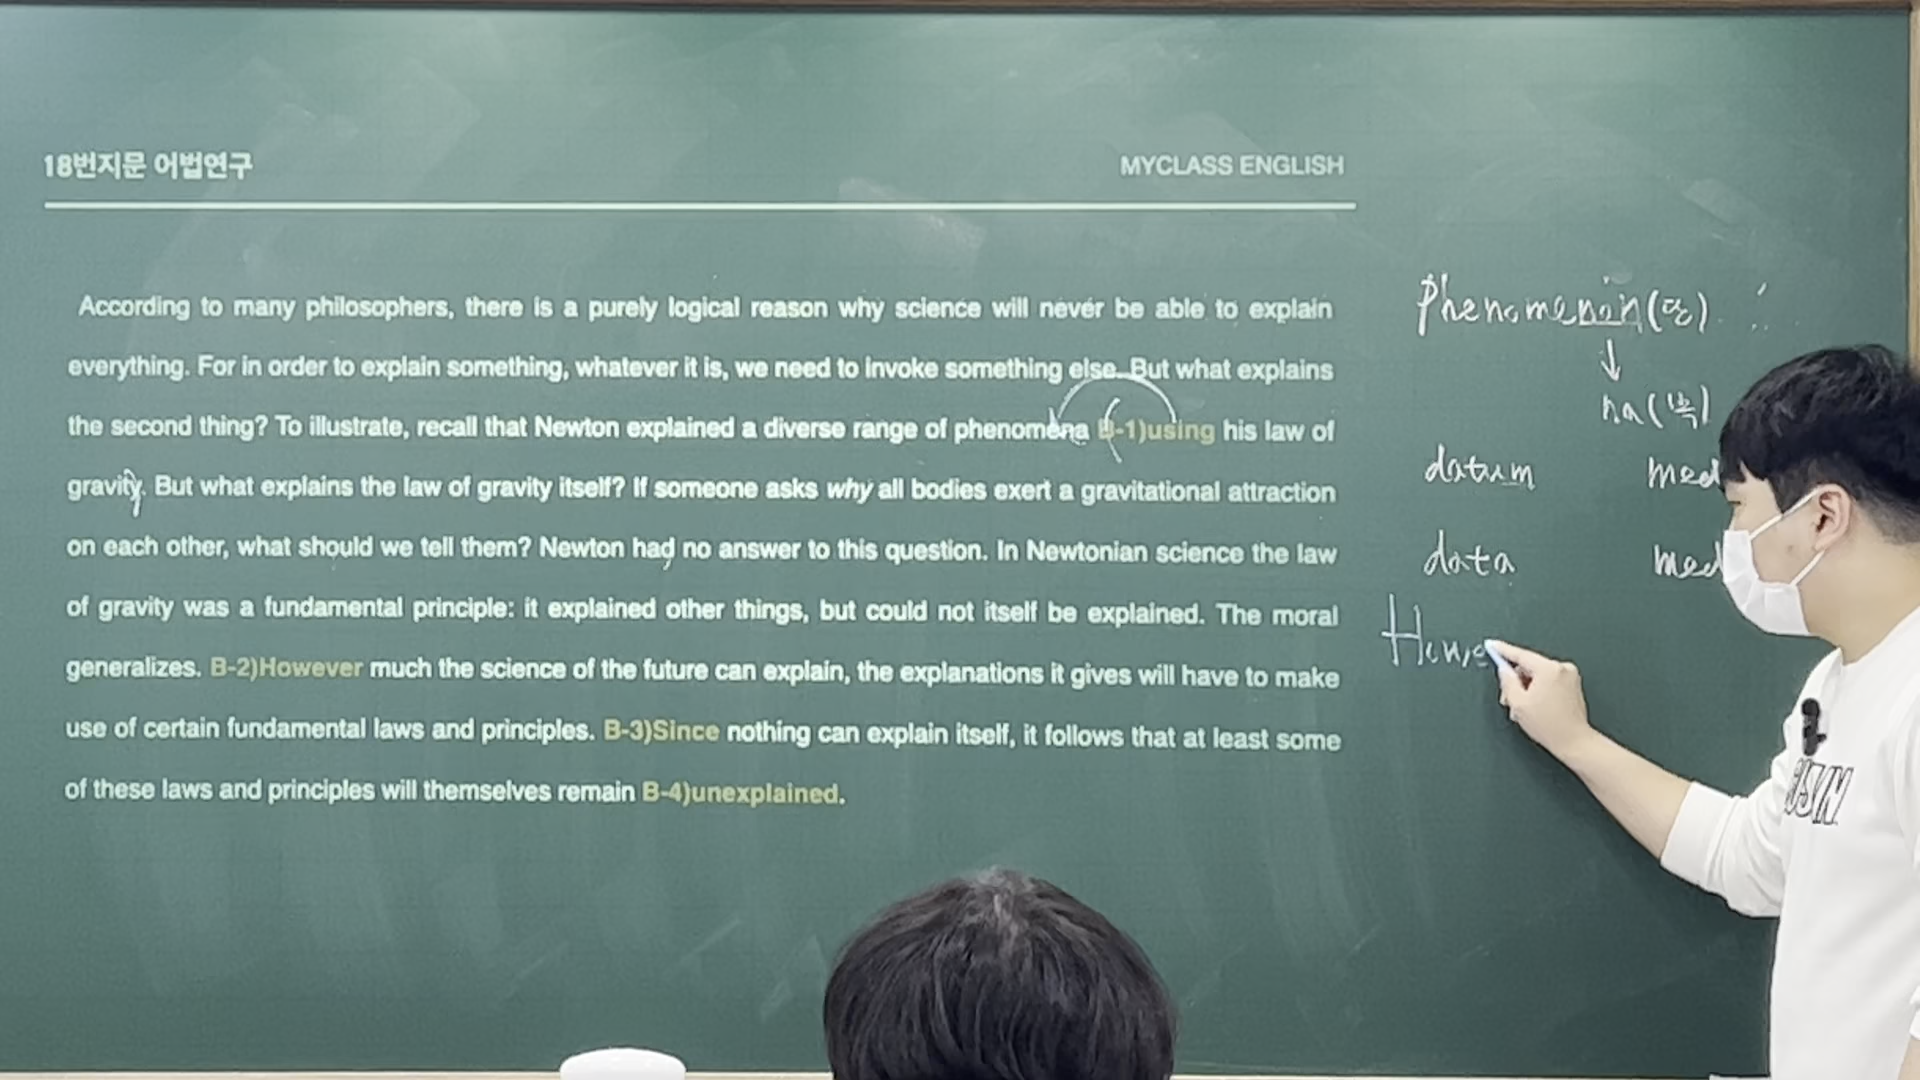 18번지문 어법연구
MYCLASS ENGLISH
According to many philosophers, there is a purely logical reason why science will never be able to explain
everything. For in order to explain something, whatever it is, we need to invoke something else. But what explains
the second thing? To illustrate, recall that Newton explained a diverse range of phenomena B-1)using his law of
gravity. But what explains the law of gravity itself? If someone asks why all bodies exert a gravitational attraction
on each other, what should we tell them? Newton had no answer to this question. In Newtonian science the law
of gravity was a fundamental principle: it explained other things, but could not itself be explained. The moral
generalizes. B-2)However much the science of the future can explain, the explanations it gives will have to make
use of certain fundamental laws and principles. B-3)Since nothing can explain itself, it follows that at least some
of these laws and principles will themselves remain B-4)unexplained.
phenomenon(단)
↓
na(복)
datum med
data med